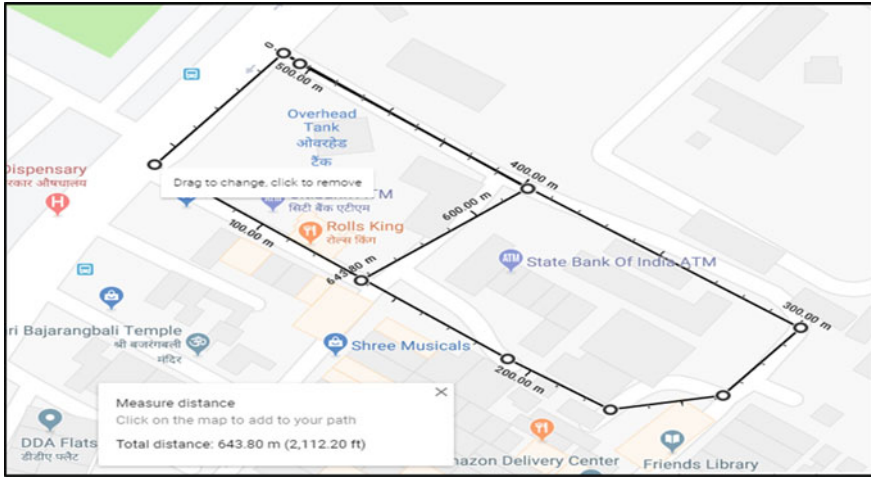 0
500.00 m
Overhead
Tank
ओवरहेड
टैंक
400.00 m
Dispensary
रकार औषधालय
H
Drag to change, click to remove
TM
सिटी बैंक एटीएम
600.00 m
100.00 m
Rolls King
रोल्स किंग
ATM
State Bank Of India ATM
643.80 m
300.00 m
ri Bajarangbali Temple
श्री बजरंगबली
मंदिर
Shree Musicals
200.00 m
Measure distance
Click on the map to add to your path
Total distance: 643.80 m (2,112.20 ft)
DDA Flats
डीडीए फ्लैट
mazon Delivery Center
Friends Library